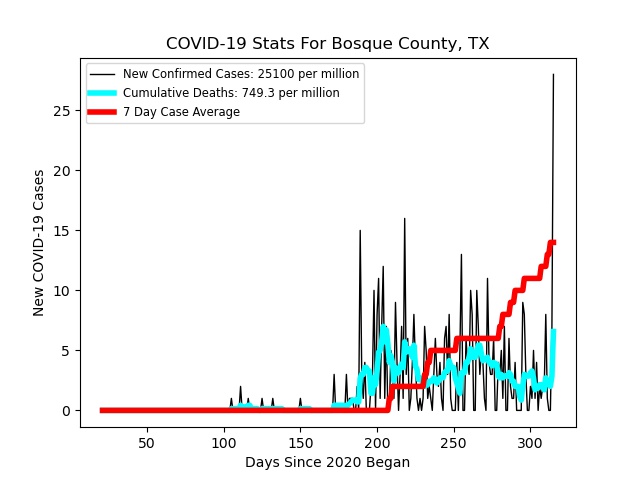 COVID-19 Stats For Bosque County, TX
New Confirmed Cases: 25100 per million
Cumulative Deaths: 749.3 per million
7 Day Case Average
New COVID-19 Cases
25
20
15
10
5
0
50 100 150 200 250 300
Days Since 2020 Began